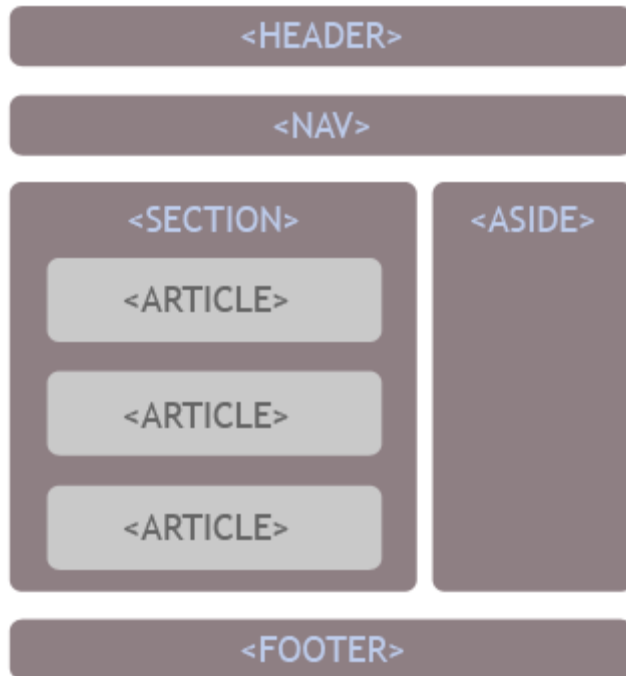 <HEADER>
<NAV>
<SECTION>
<ARTICLE>
<ARTICLE>
<ARTICLE>
<ASIDE>
<FOOTER>